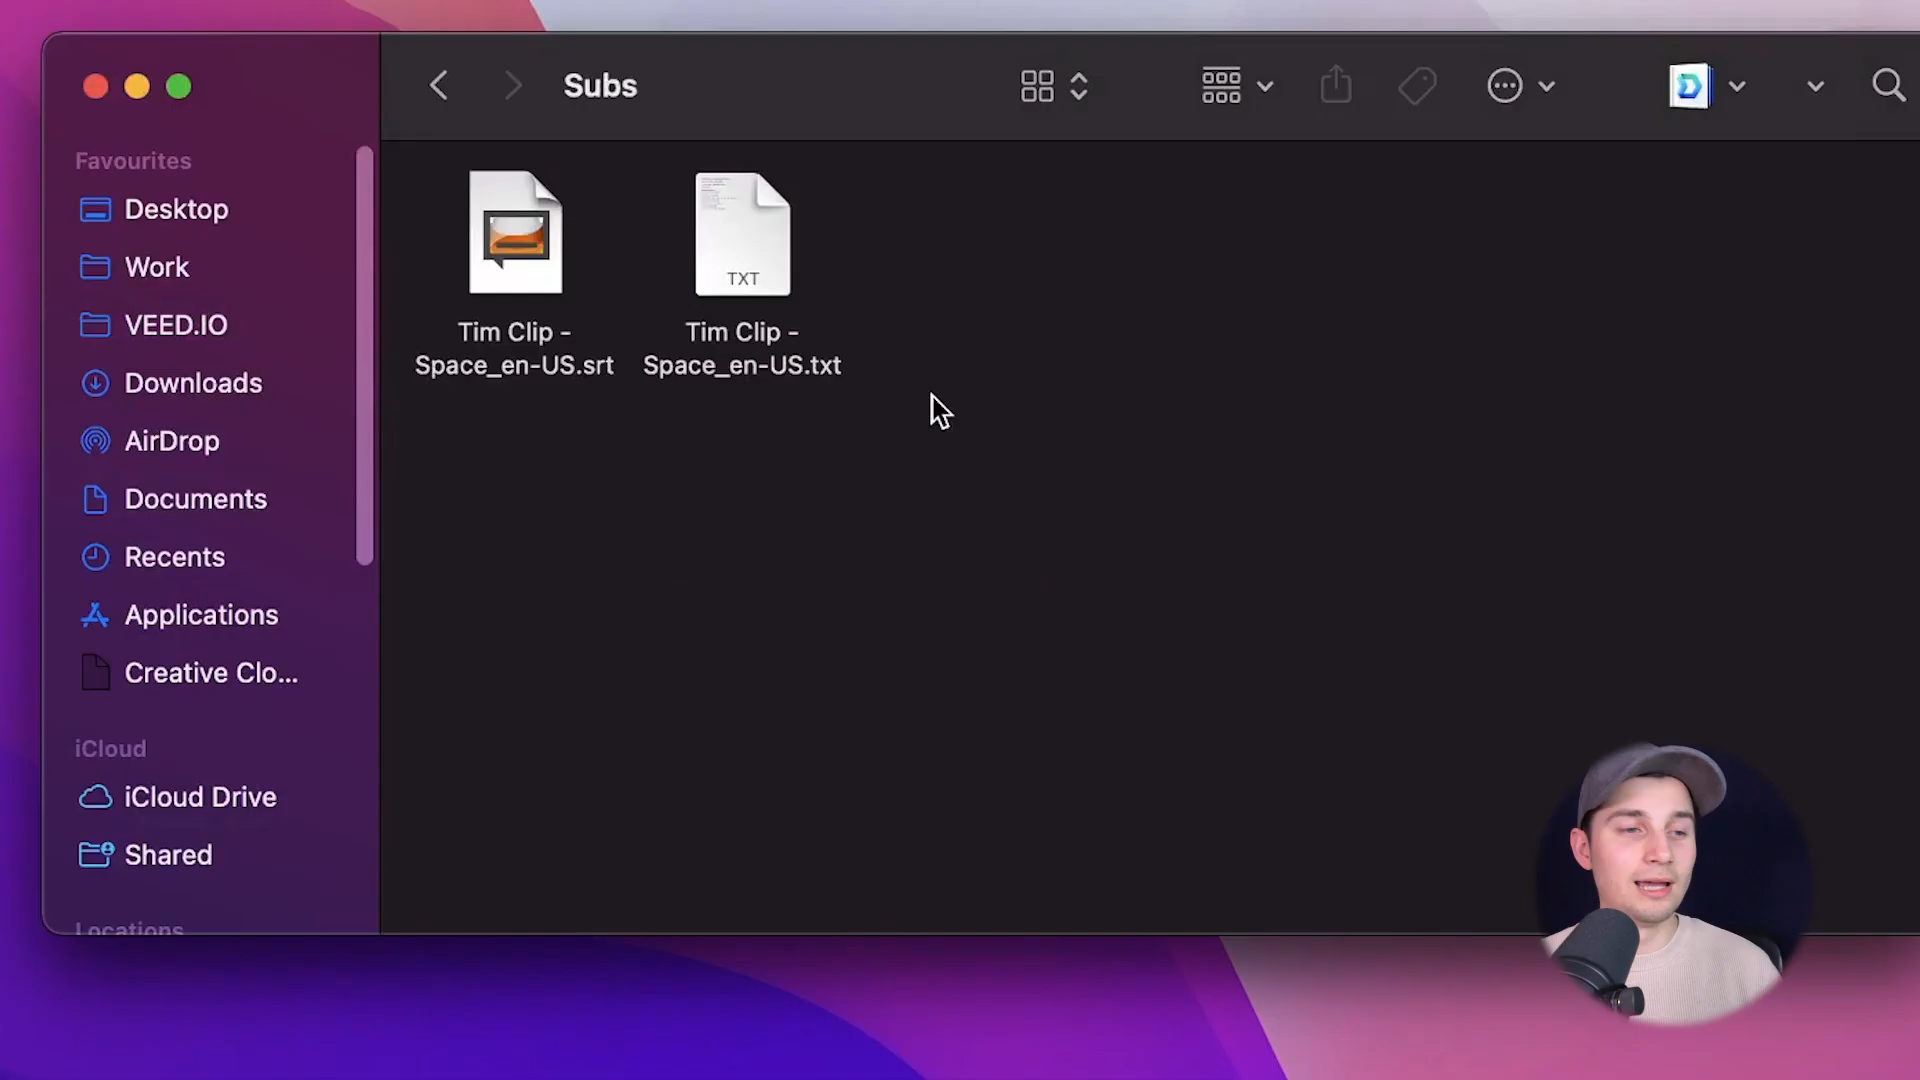 Subs
Favourites
Desktop
Work
VEED.IO
Downloads
AirDrop
Documents
Recents
Applications
Creative Clo...
iCloud
iCloud Drive
Shared
Locations
TXT
Tim Clip -
Space_en-US.srt
Tim Clip -
Space_en-US.txt